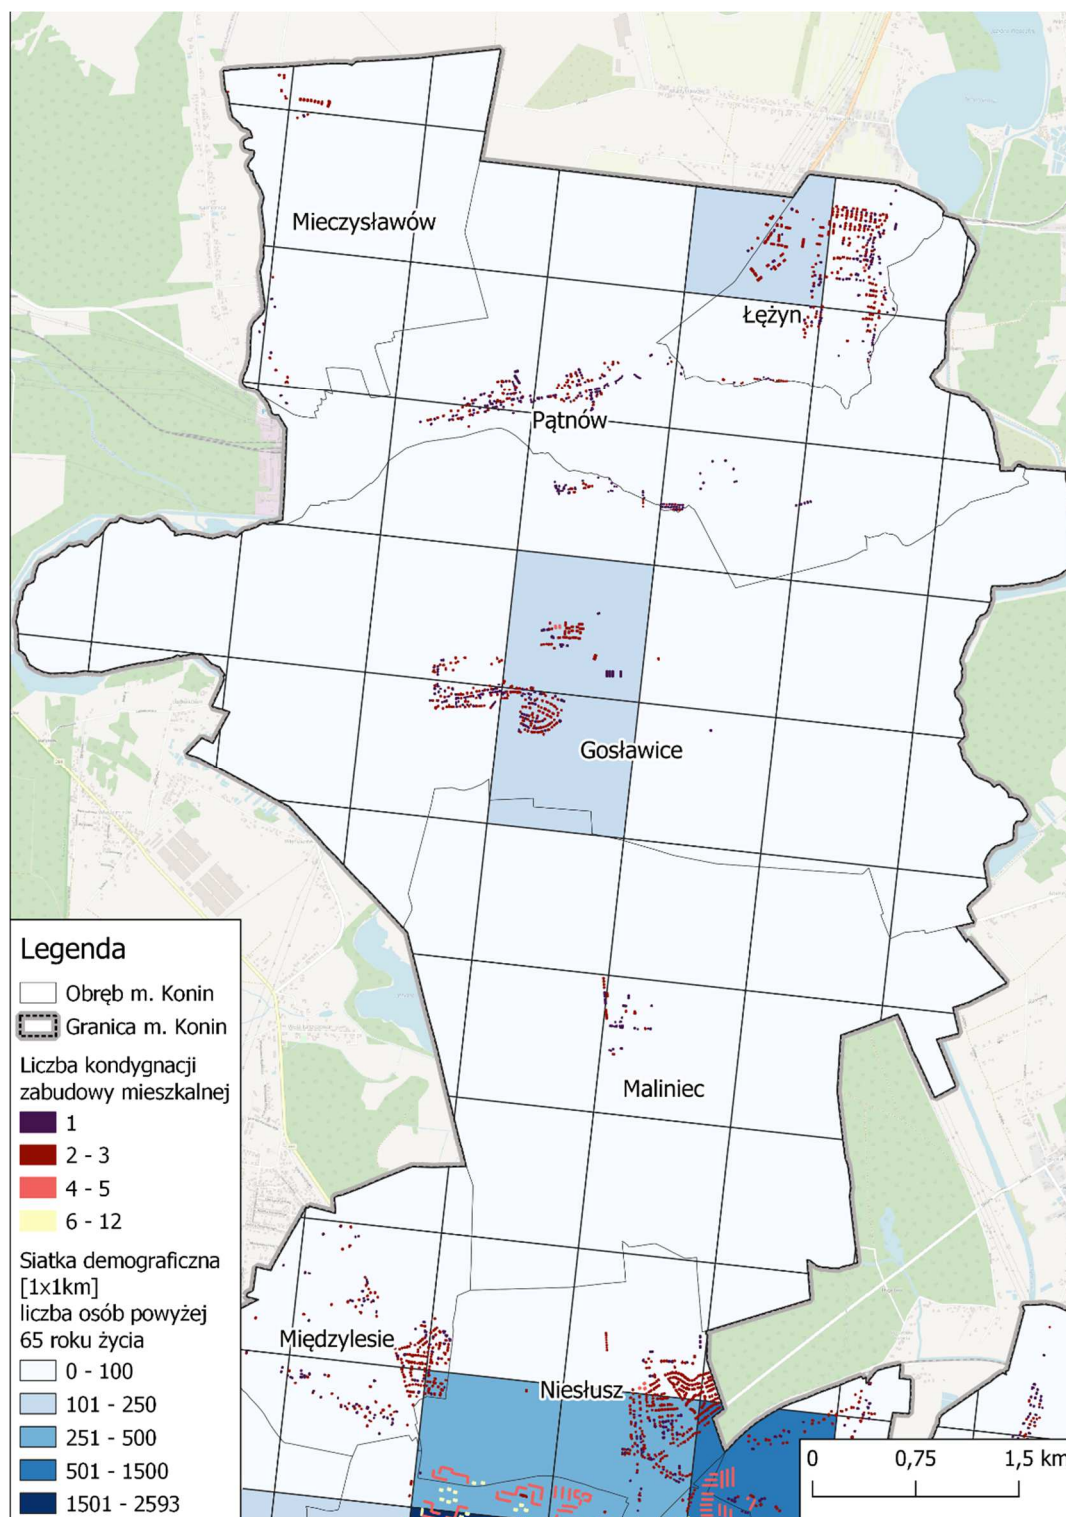 Mieczysławów
Łężyn
Pątnów
Gosławice
Maliniec
Międzylesie
Niesłusz
Legenda
Obręb m. Konin
Granica m. Konin
Liczba kondygnacji
zabudowy mieszkalnej
1
2 - 3
4 - 5
6 - 12
Siatka demograficzna
[1x1km]
liczba osób powyżej
65 roku życia
0 - 100
101 - 250
251 - 500
501 - 1500
1501 - 2593
0 0,75 1,5 km